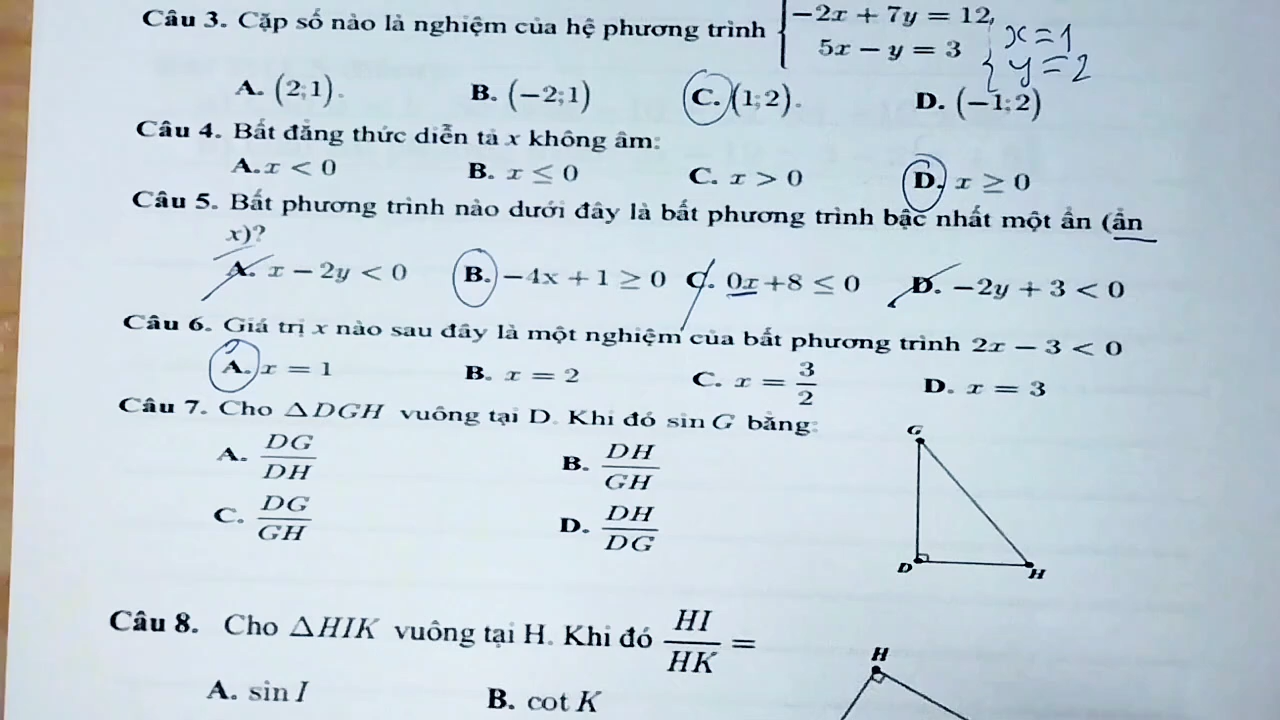 Câu 3. Cặp số nào là nghiệm của hệ phương trình { −2x + 7y = 12,
5x − y = 3
{ x = 1
y = 2
A. (2;1). B. (−2;1) C. (1;2). D. (−1;2)
Câu 4. Bất đẳng thức diễn tả x không âm:
A. x < 0 B. x ≤ 0 C. x > 0 D. x ≥ 0
Câu 5. Bất phương trình nào dưới đây là bất phương trình bậc nhất một ẩn (ẩn
x)?
A. x − 2y < 0 B. −4x + 1 ≥ 0 C. 0x +8 ≤ 0 D. −2y + 3 < 0
Câu 6. Giá trị x nào sau đây là một nghiệm của bất phương trình 2x − 3 < 0
A. x = 1 B. x = 2 C. x = 3/2 D. x = 3
Câu 7. Cho △DGH vuông tại D. Khi đó sin G bằng:
A. DG/DH B. DH/GH
C. DG/GH D. DH/DG
G
D H
Câu 8. Cho △HIK vuông tại H. Khi đó HI/HK =
H
A. sin I B. cot K